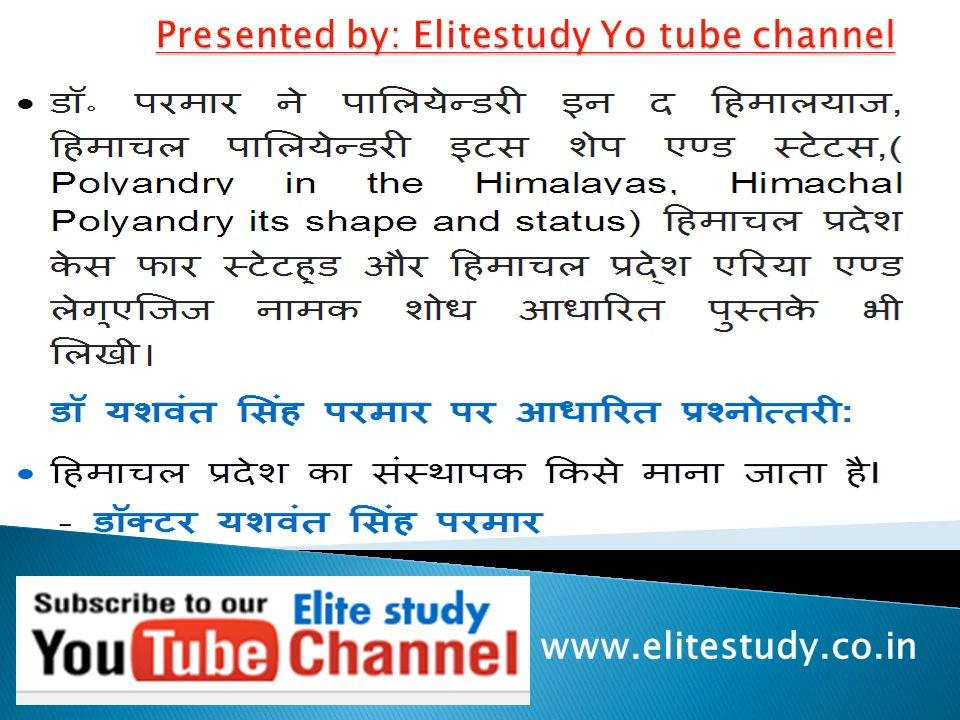 Presented by: Elitestudy Yo tube channel
• डॉ॰ परमार ने पालियेन्डरी इन द हिमालयाज,
हिमाचल पालियेन्डरी इटस शेप एण्ड स्टेटस,(
Polyandry in the Himalayas, Himachal
Polyandry its shape and status) हिमाचल प्रदेश
केस फार स्टेटहुड और हिमाचल प्रदेश एरिया एण्ड
लेगुएजिज नामक शोध आधारित पुस्तके भी
लिखी।
डॉ यशवंत सिंह परमार पर आधारित प्रश्नोत्तरी:
• हिमाचल प्रदेश का संस्थापक किसे माना जाता है।
– डॉक्टर यशवंत सिंह परमार
Subscribe to our
Elite study
YouTube Channel
www.elitestudy.co.in